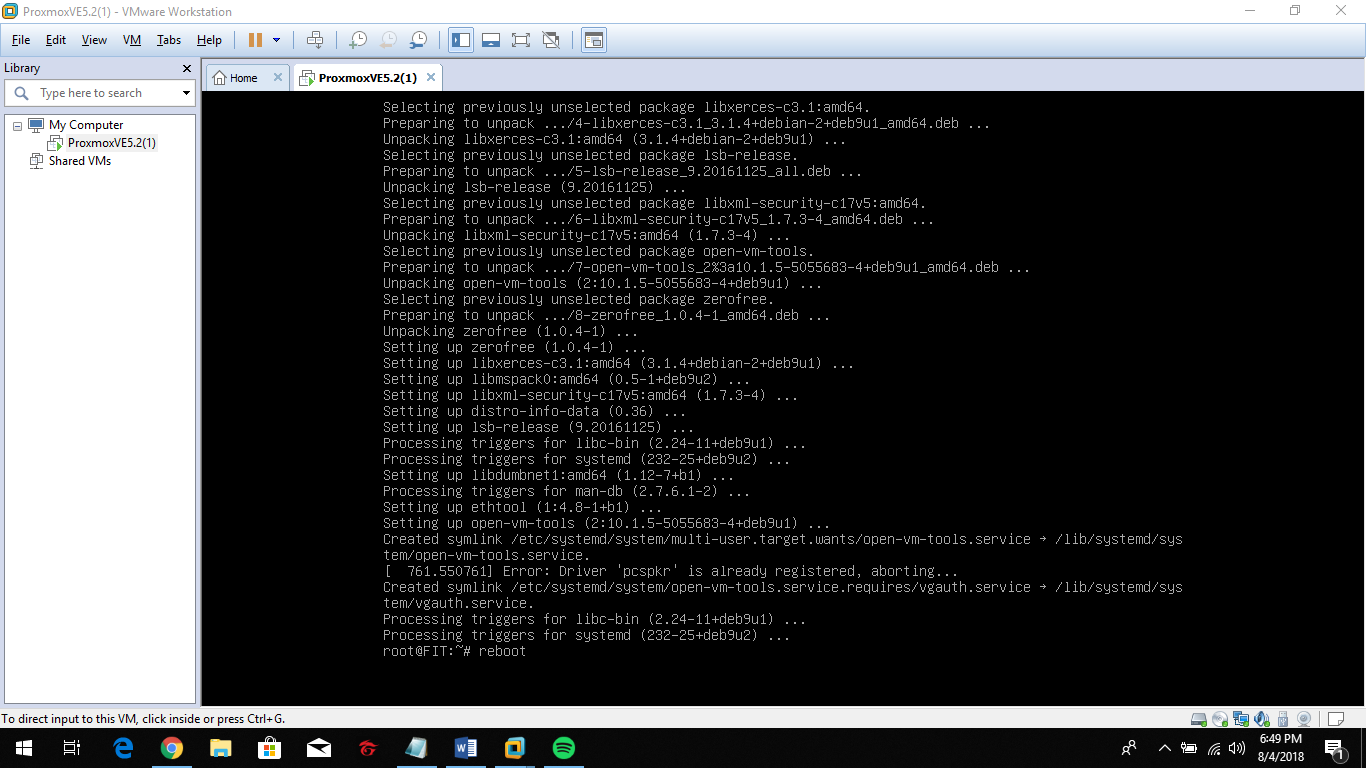 ProxmoxVE5.2(1) - VMware Workstation
File Edit View VM Tabs Help
Library
Type here to search
My Computer
ProxmoxVE5.2(1)
Shared VMs
Home ProxmoxVE5.2(1)
Selecting previously unselected package libxerces-c3.1:amd64.
Preparing to unpack .../4-libxerces-c3.1_3.1.4+debian-2+deb9u1_amd64.deb ...
Unpacking libxerces-c3.1:amd64 (3.1.4+debian-2+deb9u1) ...
Selecting previously unselected package lsb-release.
Preparing to unpack .../5-lsb-release_9.20161125_all.deb ...
Unpacking lsb-release (9.20161125) ...
Selecting previously unselected package libxml-security-c17v5:amd64.
Preparing to unpack .../6-libxml-security-c17v5_1.7.3-4_amd64.deb ...
Unpacking libxml-security-c17v5:amd64 (1.7.3-4) ...
Selecting previously unselected package open-vm-tools.
Preparing to unpack .../7-open-vm-tools_2%3a10.1.5-5055683-4+deb9u1_amd64.deb ...
Unpacking open-vm-tools (2:10.1.5-5055683-4+deb9u1) ...
Selecting previously unselected package zerofree.
Preparing to unpack .../8-zerofree_1.0.4-1_amd64.deb ...
Unpacking zerofree (1.0.4-1) ...
Setting up zerofree (1.0.4-1) ...
Setting up libxerces-c3.1:amd64 (3.1.4+debian-2+deb9u1) ...
Setting up libmspack0:amd64 (0.5-1+deb9u2) ...
Setting up libxml-security-c17v5:amd64 (1.7.3-4) ...
Setting up distro-info-data (0.36) ...
Setting up lsb-release (9.20161125) ...
Processing triggers for libc-bin (2.24-11+deb9u1) ...
Processing triggers for systemd (232-25+deb9u2) ...
Setting up libdumbnet1:amd64 (1.12-7+b1) ...
Processing triggers for man-db (2.7.6.1-2) ...
Setting up ethtool (1:4.8-1+b1) ...
Setting up open-vm-tools (2:10.1.5-5055683-4+deb9u1) ...
Created symlink /etc/systemd/system/multi-user.target.wants/open-vm-tools.service → /lib/systemd/sys
tem/open-vm-tools.service.
[  761.550761] Error: Driver 'pcspkr' is already registered, aborting...
Created symlink /etc/systemd/system/open-vm-tools.service.requires/vgauth.service → /lib/systemd/sys
tem/vgauth.service.
Processing triggers for libc-bin (2.24-11+deb9u1) ...
Processing triggers for systemd (232-25+deb9u2) ...
root@FIT:~# reboot
To direct input to this VM, click inside or press Ctrl+G.
6:49 PM
8/4/2018
1